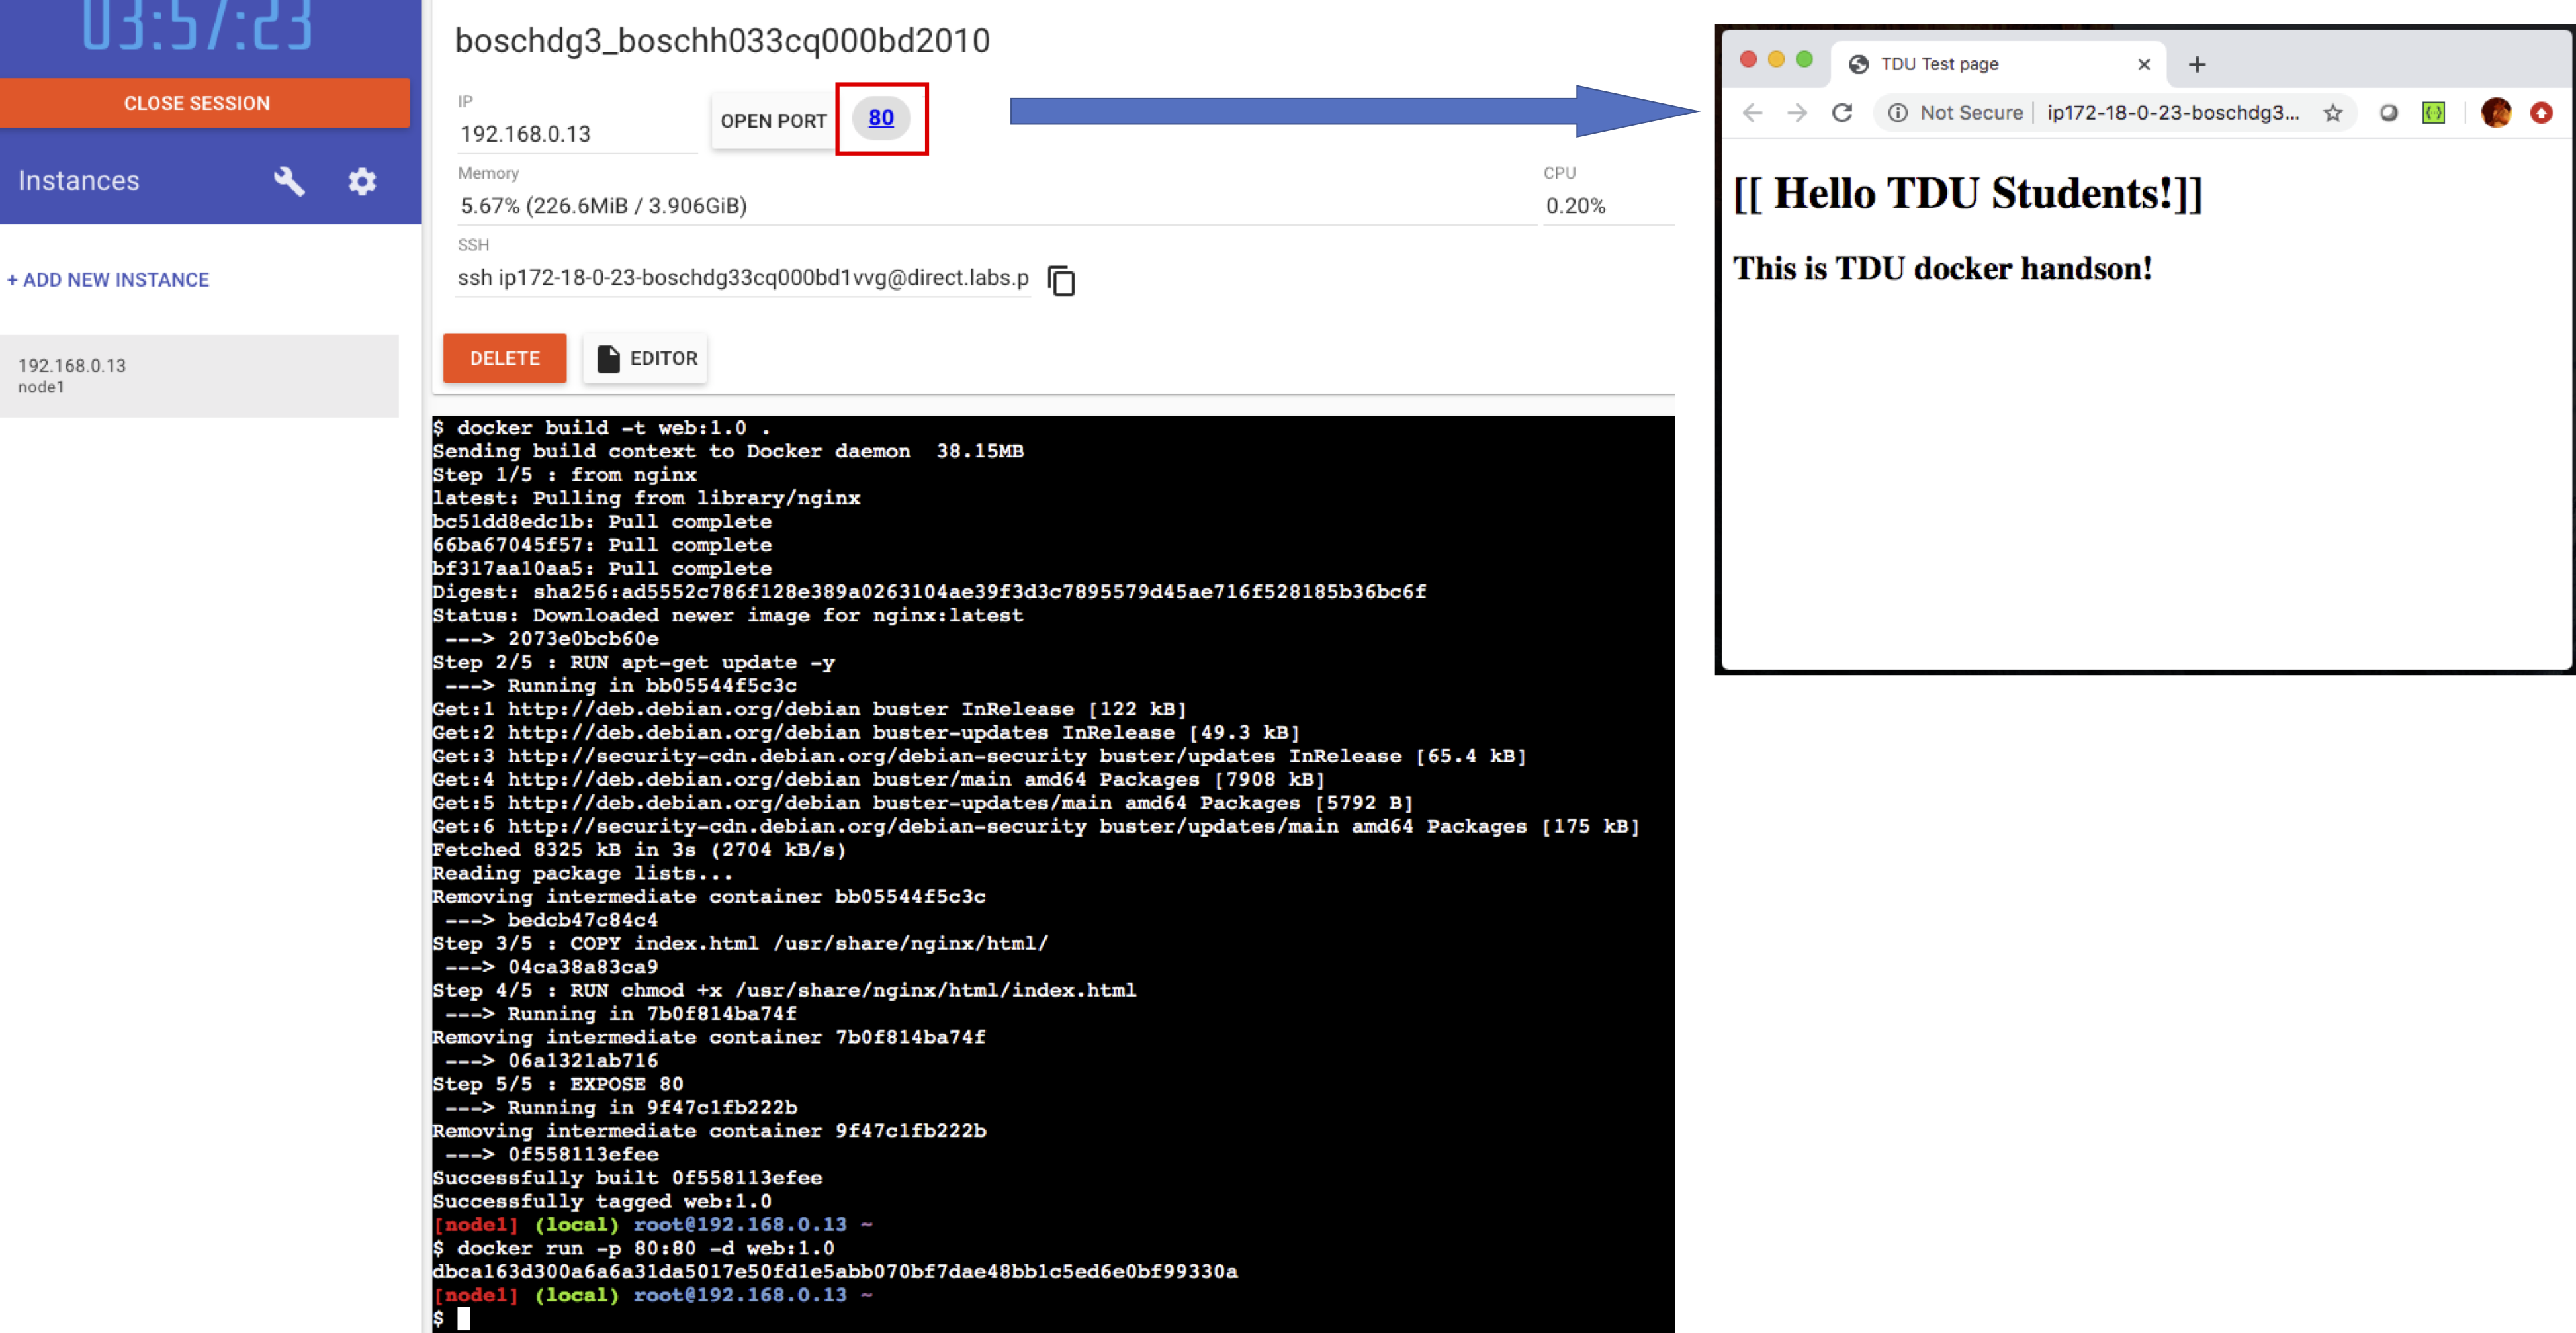 03:57:23
CLOSE SESSION
Instances
+ ADD NEW INSTANCE
192.168.0.13
node1
boschdg3_boschh033cq000bd2010
IP
192.168.0.13
OPEN PORT
80
Memory
5.67% (226.6MiB / 3.906GiB)
CPU
0.20%
SSH
ssh ip172-18-0-23-boschdg33cq000bd1vvg@direct.labs.p
DELETE
EDITOR
$ docker build -t web:1.0 .
Sending build context to Docker daemon  38.15MB
Step 1/5 : from nginx
latest: Pulling from library/nginx
bc51dd8edc1b: Pull complete
66ba67045f57: Pull complete
bf317aa10aa5: Pull complete
Digest: sha256:ad5552c786f128e389a0263104ae39f3d3c7895579d45ae716f528185b36bc6f
Status: Downloaded newer image for nginx:latest
 ---> 2073e0bcb60e
Step 2/5 : RUN apt-get update -y
 ---> Running in bb05544f5c3c
Get:1 http://deb.debian.org/debian buster InRelease [122 kB]
Get:2 http://deb.debian.org/debian buster-updates InRelease [49.3 kB]
Get:3 http://security-cdn.debian.org/debian-security buster/updates InRelease [65.4 kB]
Get:4 http://deb.debian.org/debian buster/main amd64 Packages [7908 kB]
Get:5 http://deb.debian.org/debian buster-updates/main amd64 Packages [5792 B]
Get:6 http://security-cdn.debian.org/debian-security buster/updates/main amd64 Packages [175 kB]
Fetched 8325 kB in 3s (2704 kB/s)
Reading package lists...
Removing intermediate container bb05544f5c3c
 ---> bedcb47c84c4
Step 3/5 : COPY index.html /usr/share/nginx/html/
 ---> 04ca38a83ca9
Step 4/5 : RUN chmod +x /usr/share/nginx/html/index.html
 ---> Running in 7b0f814ba74f
Removing intermediate container 7b0f814ba74f
 ---> 06a1321ab716
Step 5/5 : EXPOSE 80
 ---> Running in 9f47c1fb222b
Removing intermediate container 9f47c1fb222b
 ---> 0f558113efee
Successfully built 0f558113efee
Successfully tagged web:1.0
[node1] (local) root@192.168.0.13 ~
$ docker run -p 80:80 -d web:1.0
dbca163d300a6a6a31da5017e50fd1e5abb070bf7dae48bb1c5ed6e0bf99330a
[node1] (local) root@192.168.0.13 ~
$
TDU Test page
Not Secure | ip172-18-0-23-boschdg3...
[[ Hello TDU Students!]]
This is TDU docker handson!